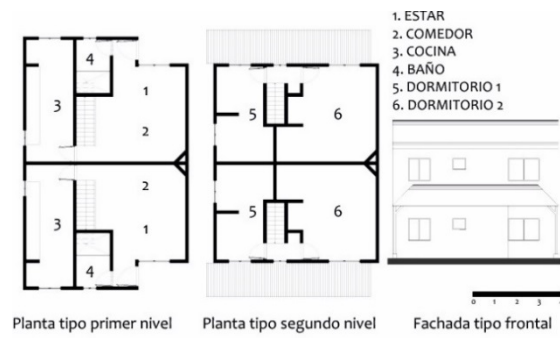 1. ESTAR
2. COMEDOR
3. COCINA
4. BAÑO
5. DORMITORIO 1
6. DORMITORIO 2
4
1
3
2
2
3
1
4
5
6
5
6
0 1 2 3
Planta tipo primer nivel
Planta tipo segundo nivel
Fachada tipo frontal